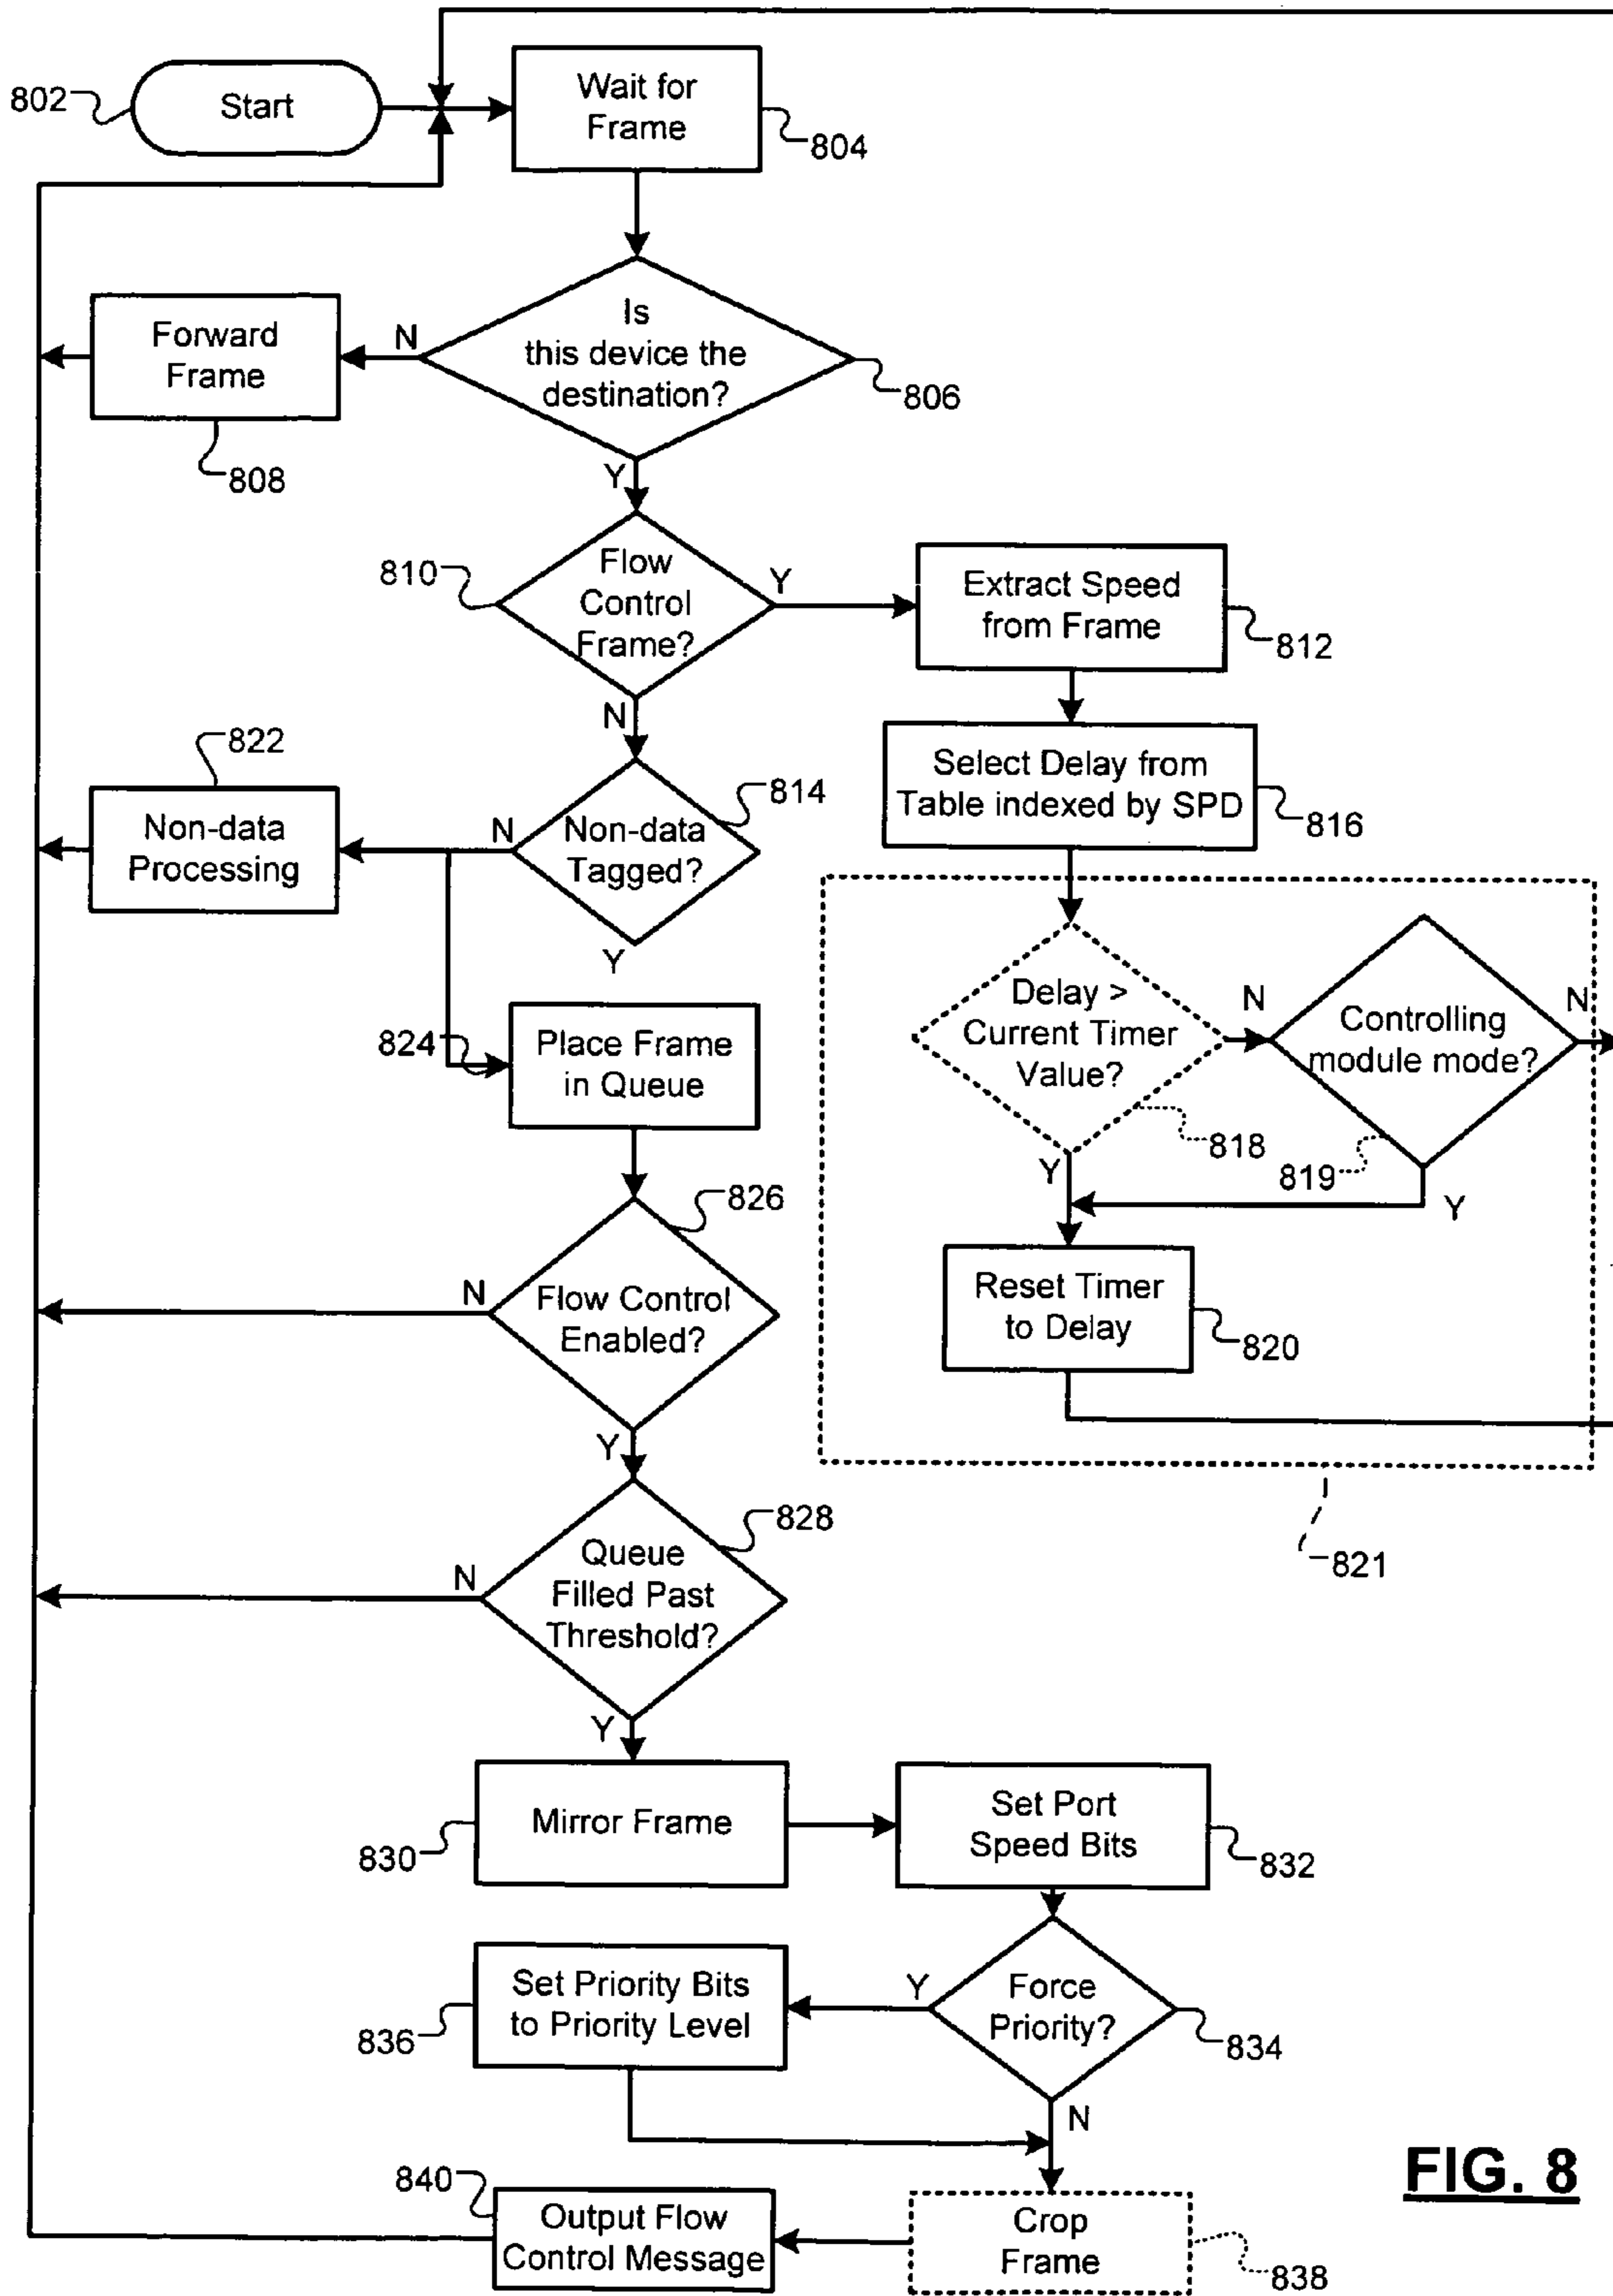 802
Start
Wait for
Frame
804
Is
this device the
destination?
806
N
Forward
Frame
808
Y
810
Flow
Control
Frame?
Y
Extract Speed
from Frame
812
N
Select Delay from
Table indexed by SPD
816
822
Non-data
Processing
N
Non-data
Tagged?
814
Y
824
Place Frame
in Queue
Delay >
Current Timer
Value?
818
N
Controlling
module mode?
819
N
Y
Y
Reset Timer
to Delay
820
821
826
Flow Control
Enabled?
N
Y
828
Queue
Filled Past
Threshold?
N
Y
Mirror Frame
830
Set Port
Speed Bits
832
Set Priority Bits
to Priority Level
836
Y
Force
Priority?
834
N
840
Output Flow
Control Message
Crop
Frame
838
FIG. 8